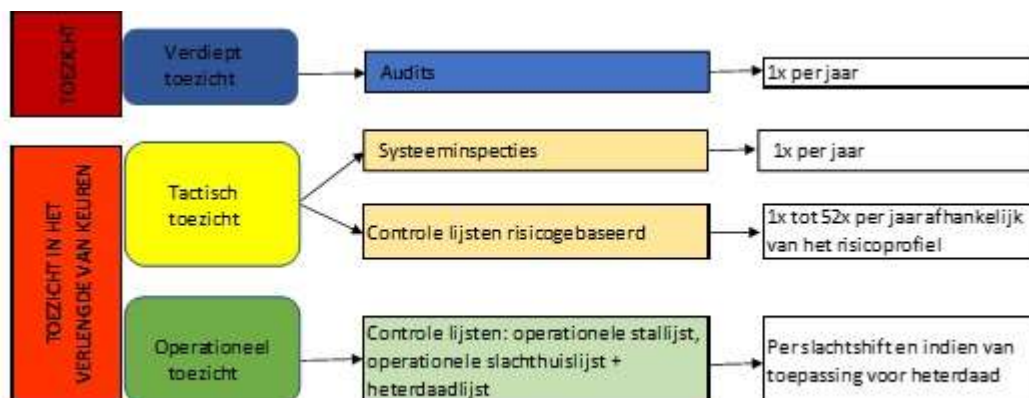 TOEZICHT
Verdiept
toezicht
Audits
1x per jaar
TOEZICHT IN HET
VERLENGDE VAN KEUREN
Tactisch
toezicht
Systeeminspecties
1x per jaar
Controle lijsten risicogebaseerd
1x tot 52x per jaar afhankelijk
van het risicoprofiel
Operationeel
toezicht
Controle lijsten: operationele stallijst,
operationele slachthuislijst +
heterdaadlijst
Per slachtshift en indien van
toepassing voor heterdaad